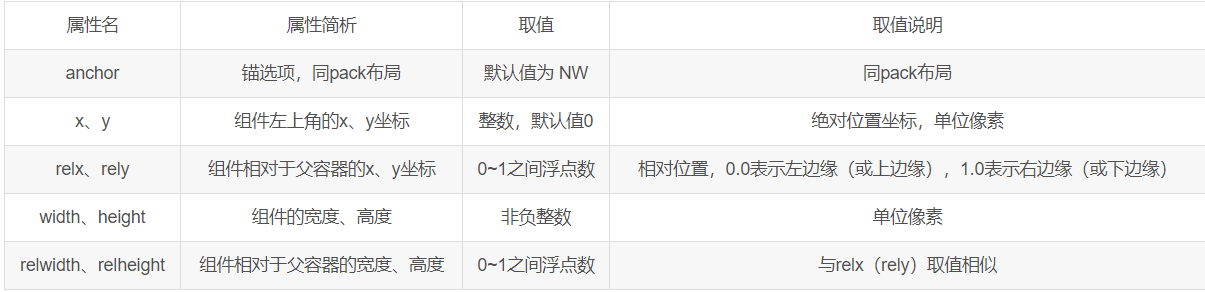 属性名 属性简析 取值 取值说明
anchor 锚选项，同pack布局 默认值为 NW 同pack布局
x、y 组件左上角的x、y坐标 整数，默认值0 绝对位置坐标，单位像素
relx、rely 组件相对于父容器的x、y坐标 0~1之间浮点数 相对位置，0.0表示左边缘（或上边缘），1.0表示右边缘（或下边缘）
width、height 组件的宽度、高度 非负整数 单位像素
relwidth、relheight 组件相对于父容器的宽度、高度 0~1之间浮点数 与relx（rely）取值相似